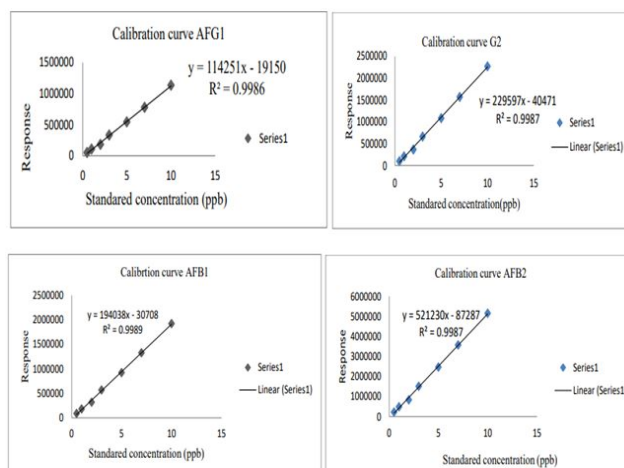 Calibration curve AFG1
1500000
1000000
500000
0
y = 114251x - 19150
R² = 0.9986
Series1
0 5 10 15
Response
Standared concentration (ppb)
Calibration curve G2
2500000
2000000
1500000
1000000
500000
0
y = 229597x - 40471
R² = 0.9987
Series1
Linear (Series1)
0 5 10 15
Response
Standard concentration(ppb)
Calibrtion curve AFB1
2500000
2000000
1500000
1000000
500000
0
y = 194038x - 30708
R² = 0.9989
Series1
Linear (Series1)
0 5 10 15
Response
Standard concentration (ppb)
Calibration curve AFB2
6000000
5000000
4000000
3000000
2000000
1000000
0
y = 521230x - 87287
R² = 0.9987
Series1
Linear (Series1)
0 5 10 15
Response
Standard concentration (ppb)